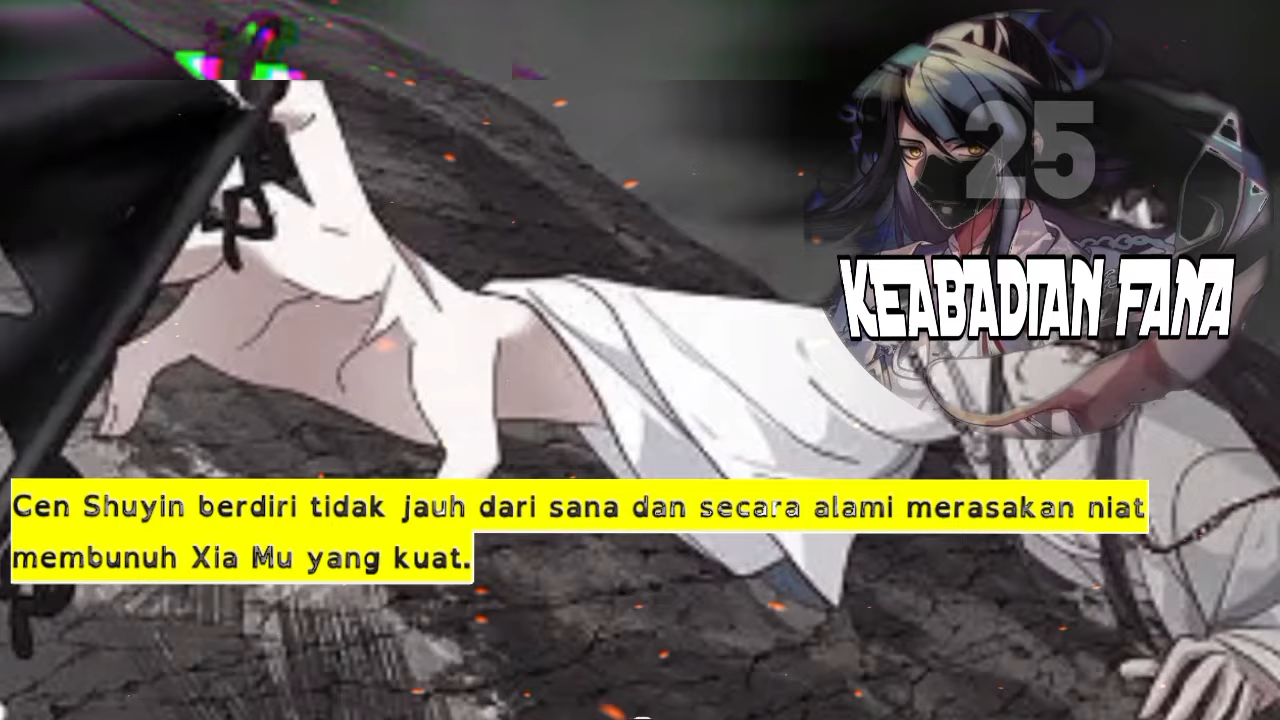 25
KEABADIAN FANA
Cen Shuyin berdiri tidak jauh dari sana dan secara alami merasakan niat
membunuh Xia Mu yang kuat.